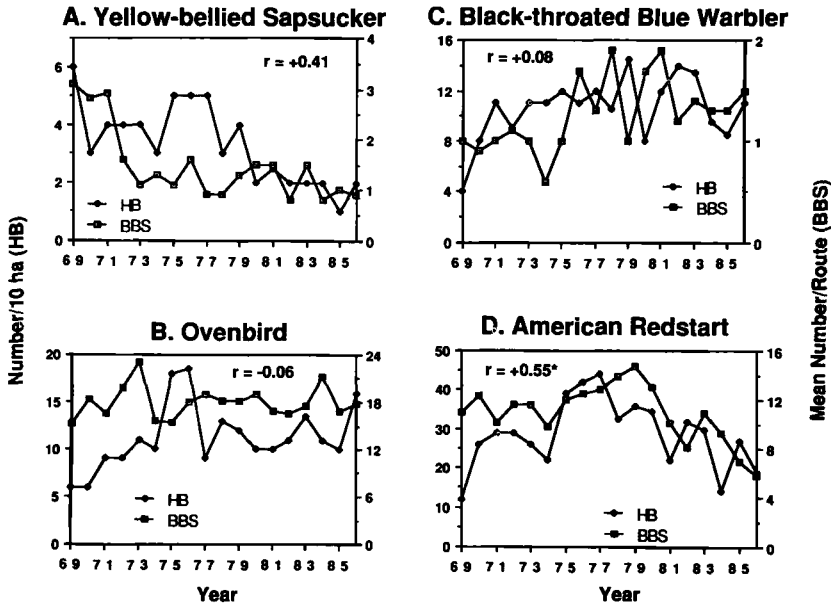 A. Yellow-bellied Sapsucker
r = +0.41
6
4
2
0
4
3
2
1
0
HB
BBS
69 71 73 75 77 79 81 83 85
C. Black-throated Blue Warbler
r = +0.08
16
12
8
4
0
2
1
0
HB
BBS
69 71 73 75 77 79 81 83 85
Number/10 ha (HB)
Mean Number/Route (BBS)
B. Ovenbird
r = -0.06
20
15
10
5
0
24
18
12
6
0
HB
BBS
69 71 73 75 77 79 81 83 85
Year
D. American Redstart
r = +0.55*
50
40
30
20
10
0
16
12
8
4
0
HB
BBS
69 71 73 75 77 79 81 83 85
Year